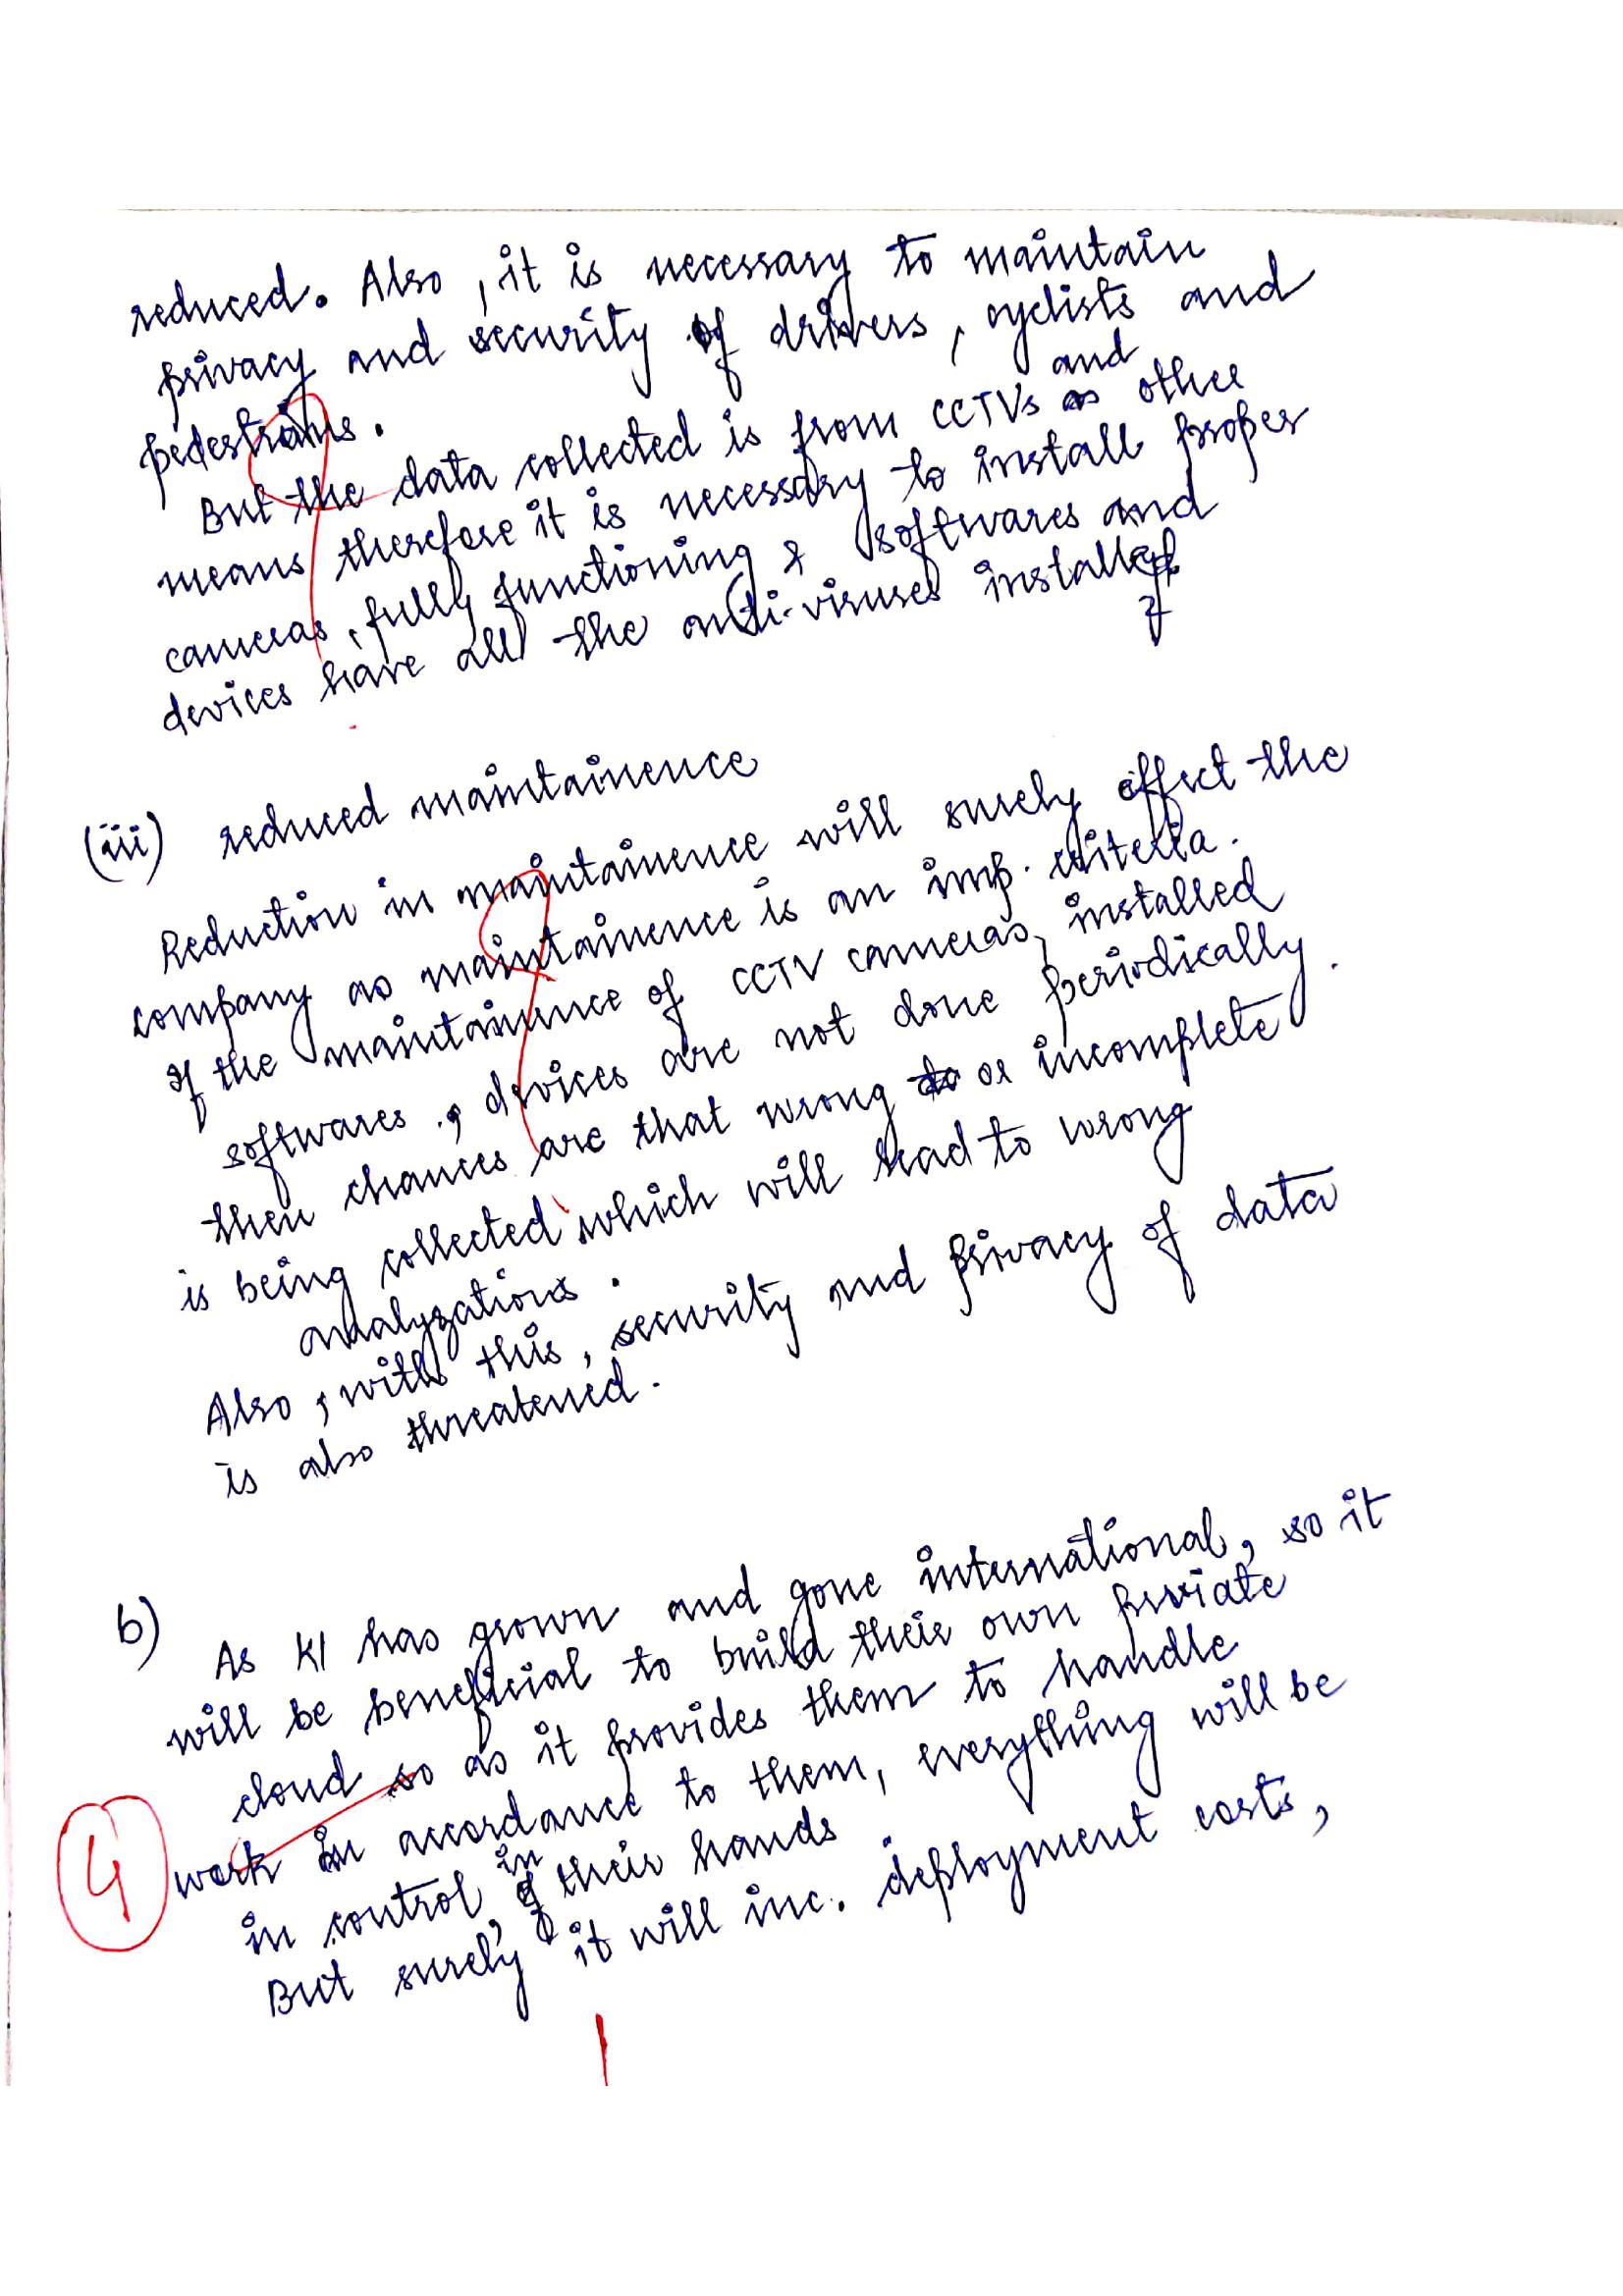 reduced. Also, it is necessary to maintain
privacy and security of drivers, cyclists and
pedestrians.
But the data collected is from CCTVs and other
means, therefore it is necessary to install proper
cameras, fully functioning & softwares and
devices have all the anti-viruses installed
(iii) reduced maintainence
Reduction in maintainence will surely effect the
company as maintainence is an imp. criteria.
If the maintainence of CCTV cameras, installed
softwares, devices are not done periodically.
then chances are that wrong or incomplete
is being collected which will lead to wrong
analyzations.
Also, with this, security and privacy of data
is also threatened.
b) As KI has grown and gone international, so it
will be beneficial to build their own private
cloud so as it provides them to handle
4 work in accordance to them, everything will be
in control, in their hands
But surely it will inc. deployment costs,